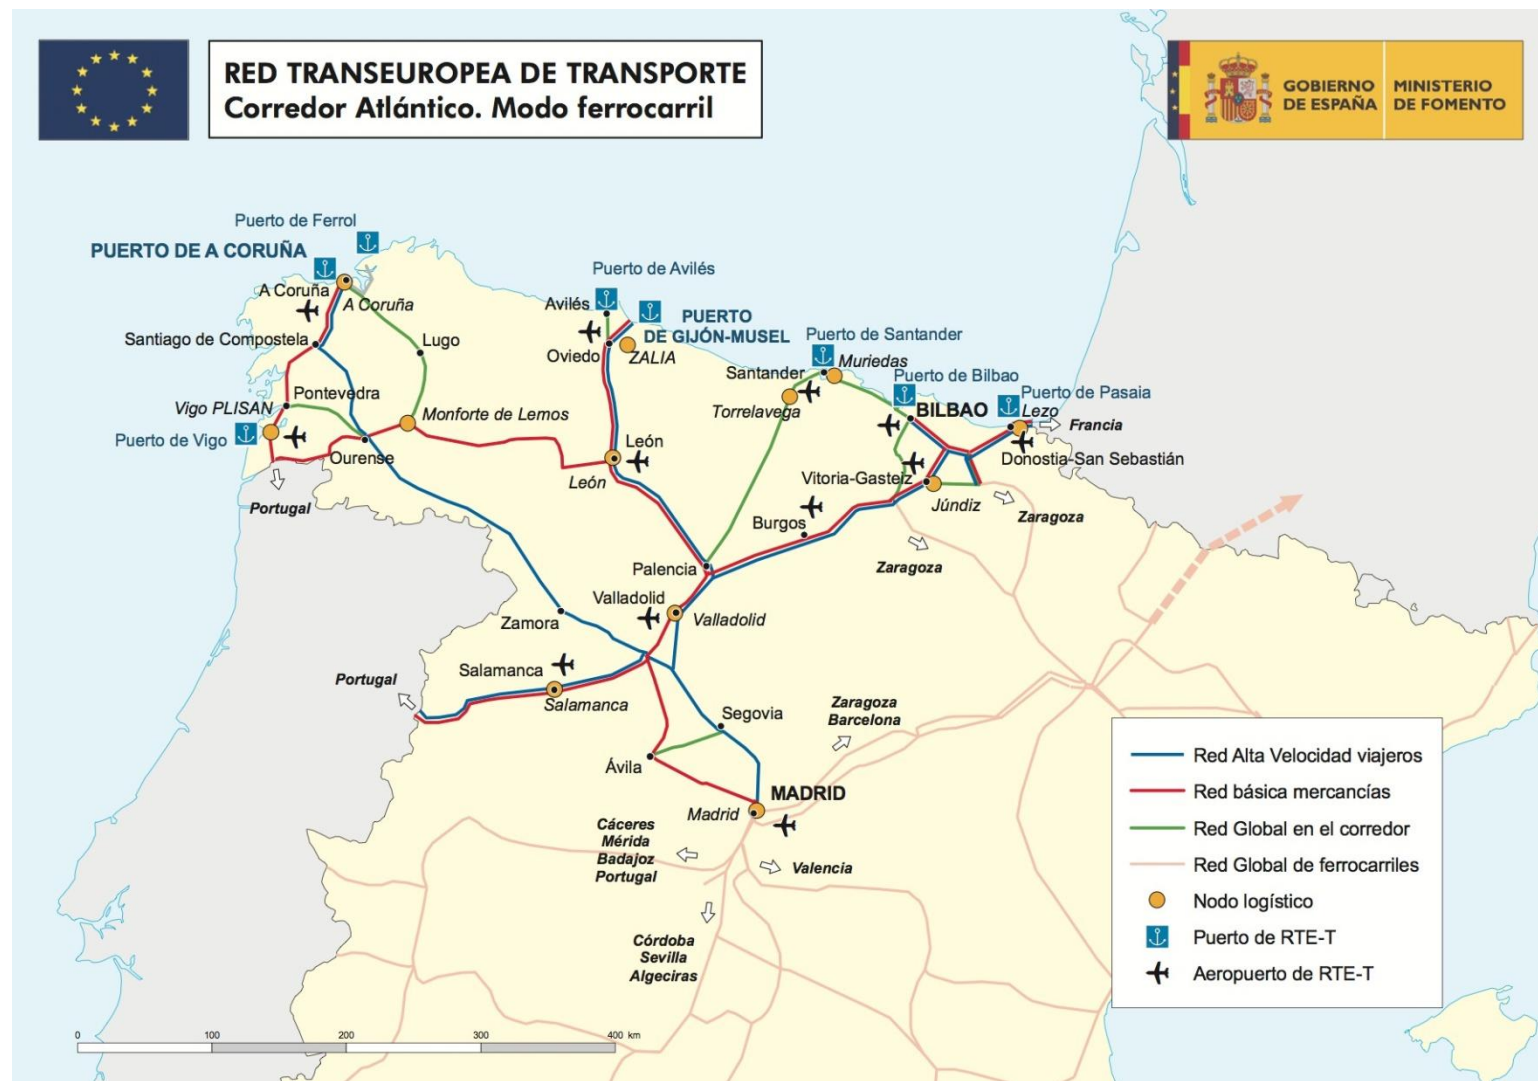 RED TRANSEUROPEA DE TRANSPORTE
Corredor Atlántico. Modo ferrocarril
GOBIERNO
DE ESPAÑA
MINISTERIO
DE FOMENTO
Puerto de Ferrol
PUERTO DE A CORUÑA
A Coruña
A Coruña
Santiago de Compostela
Lugo
Pontevedra
Vigo PLISAN
Monforte de Lemos
Puerto de Vigo
Ourense
Portugal
Puerto de Avilés
Avilés
PUERTO
DE GIJÓN-MUSEL
Oviedo
ZALIA
León
León
Puerto de Santander
Muriedas
Santander
Torrelavega
Puerto de Bilbao
BILBAO
Puerto de Pasaia
Lezo
Francia
Donostia-San Sebastián
Vitoria-Gasteiz
Júndiz
Zaragoza
Burgos
Zaragoza
Palencia
Valladolid
Valladolid
Zamora
Salamanca
Salamanca
Portugal
Segovia
Ávila
Zaragoza
Barcelona
MADRID
Madrid
Cáceres
Mérida
Badajoz
Portugal
Valencia
Córdoba
Sevilla
Algeciras
Red Alta Velocidad viajeros
Red básica mercancías
Red Global en el corredor
Red Global de ferrocarriles
Nodo logístico
Puerto de RTE-T
Aeropuerto de RTE-T
0 100 200 300 400 km